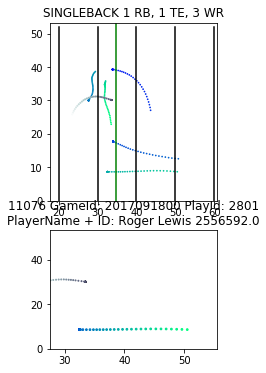 SINGLEBACK 1 RB, 1 TE, 3 WR
50
40
30
20
10
0
20 30 40 50 60
11076 GameId: 2017091800 PlayId: 2801
PlayerName + ID: Roger Lewis 2556592.0
40
20
0
30 40 50